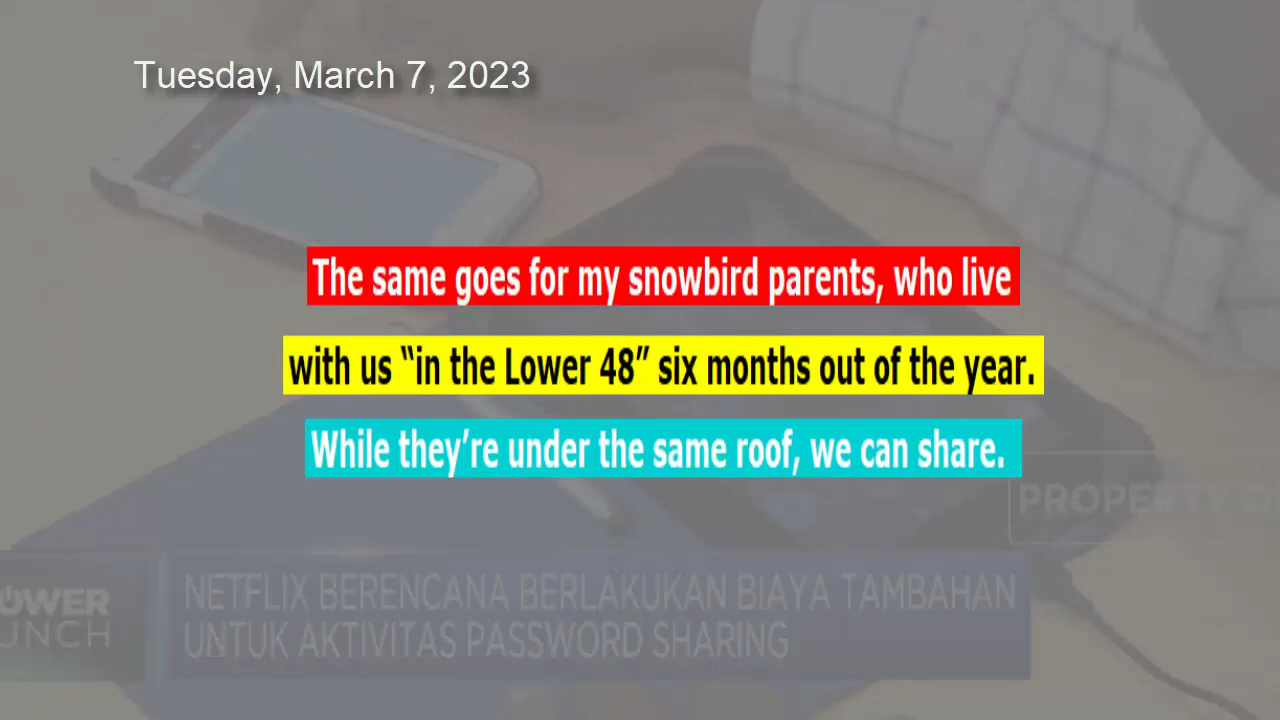 Tuesday, March 7, 2023
The same goes for my snowbird parents, who live
with us “in the Lower 48” six months out of the year.
While they’re under the same roof, we can share.
PROPERTY
NETFLIX BERENCANA BERLAKUKAN BIAYA TAMBAHAN
UNTUK AKTIVITAS PASSWORD SHARING